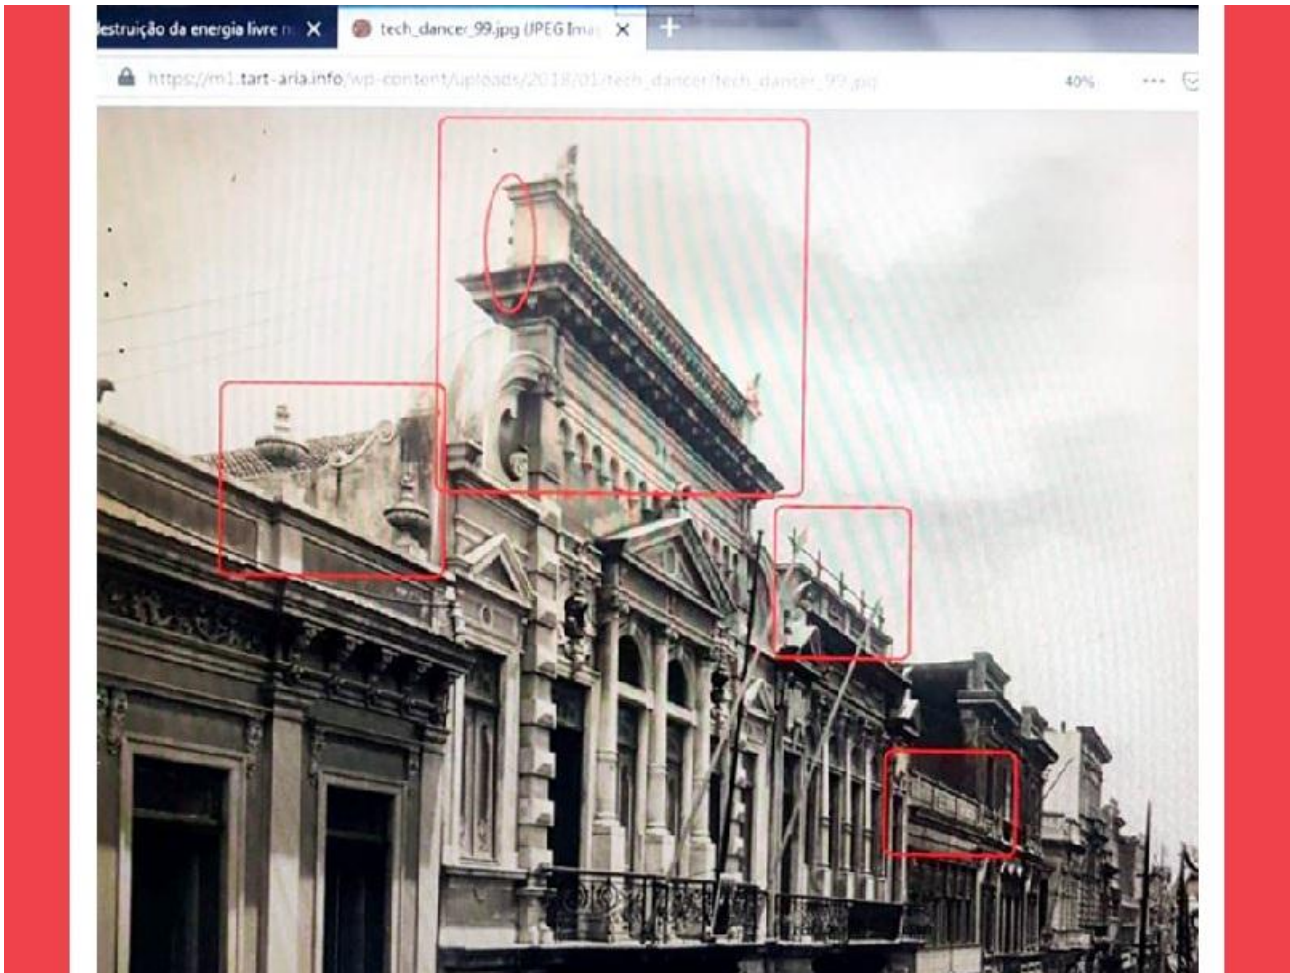 estruição da energia livre n
tech_dancer_99.jpg (JPEG Ima
https://m1.tart-aria.info/wp-content/uploads/2018/01/tech_dancer/tech_dancer_99.jpg
40%